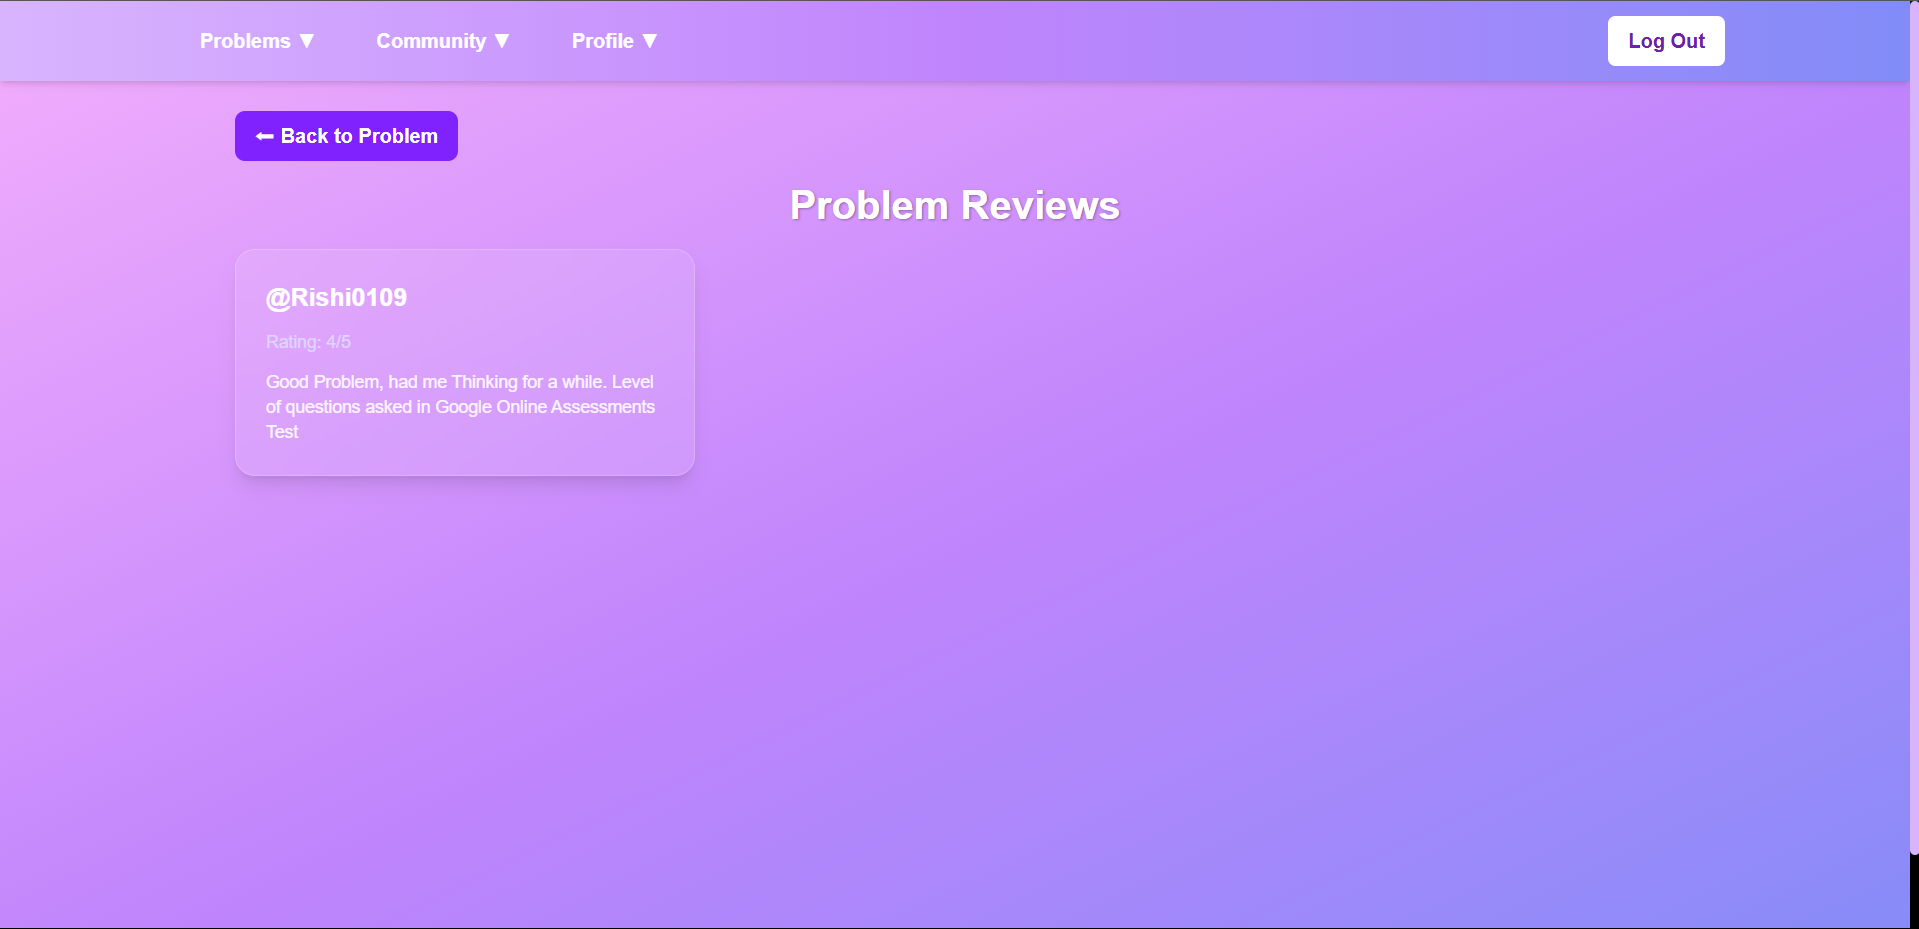 Problems ▼ Community ▼ Profile ▼ Log Out
⬅ Back to Problem
Problem Reviews
@Rishi0109
Rating: 4/5
Good Problem, had me Thinking for a while. Level
of questions asked in Google Online Assessments
Test